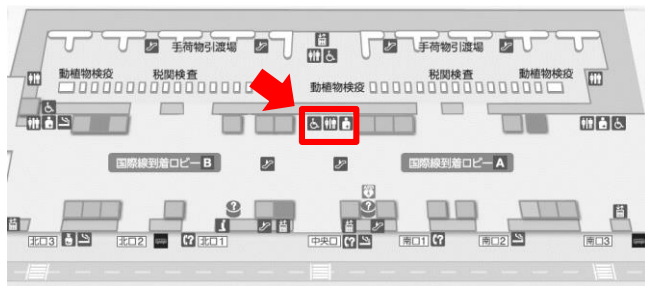 手荷物引渡場 手荷物引渡場
動植物検疫 税関検査 動植物検疫 税関検査 動植物検疫
国際線到着ロビー B 国際線到着ロビー A
AED
北口3 北口2 北口1 中央口 南口1 南口2 南口3